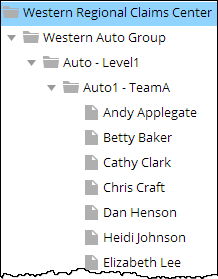 Western Regional Claims Center
Western Auto Group
Auto - Level1
Auto1 - TeamA
Andy Applegate
Betty Baker
Cathy Clark
Chris Craft
Dan Henson
Heidi Johnson
Elizabeth Lee